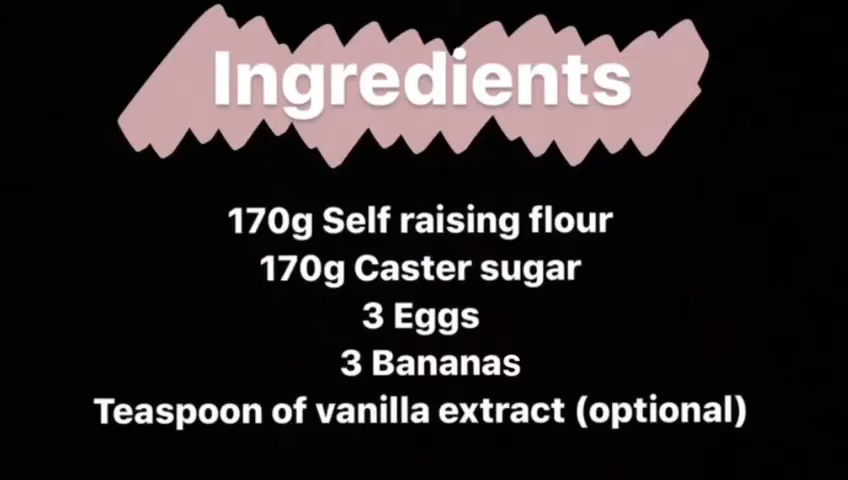 Ingredients
170g Self raising flour
170g Caster sugar
3 Eggs
3 Bananas
Teaspoon of vanilla extract (optional)